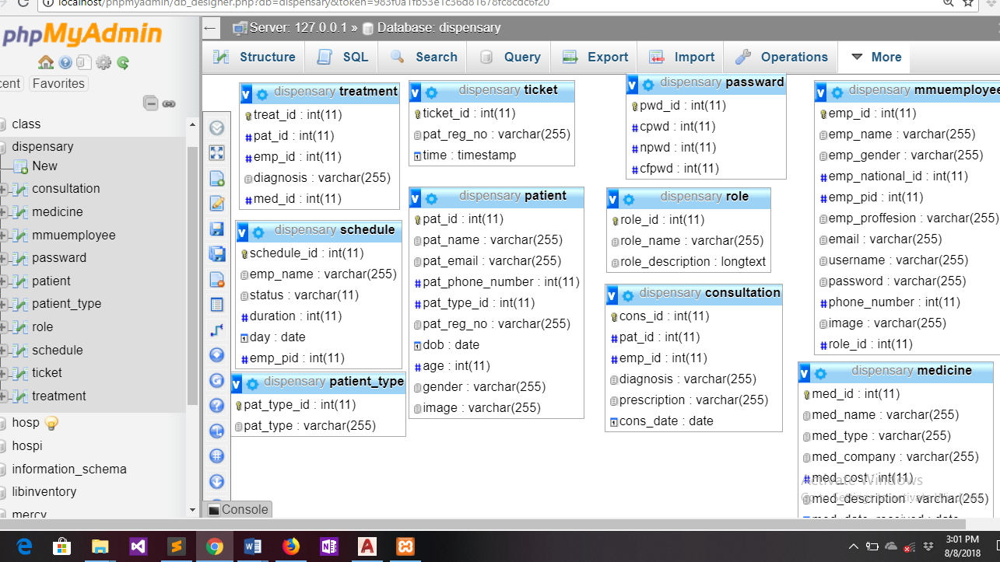 localhost/phpmyadmin/db_designer.php?db=dispensary&token=983f0a1fb53e1c36d81678fc8cdc6f20
phpMyAdmin
Server: 127.0.0.1 » Database: dispensary
Structure SQL Search Query Export Import Operations More
cent Favorites
class
dispensary
New
consultation
medicine
mmuemployee
passward
patient
patient_type
role
schedule
ticket
treatment
hosp
hospi
information_schema
libinventory
mercy
dispensary treatment
treat_id : int(11)
pat_id : int(11)
emp_id : int(11)
diagnosis : varchar(255)
med_id : int(11)
dispensary schedule
schedule_id : int(11)
emp_name : varchar(255)
status : varchar(11)
duration : int(11)
day : date
emp_pid : int(11)
dispensary patient_type
pat_type_id : int(11)
pat_type : varchar(255)
dispensary ticket
ticket_id : int(11)
pat_reg_no : varchar(255)
time : timestamp
dispensary patient
pat_id : int(11)
pat_name : varchar(255)
pat_email : varchar(255)
pat_phone_number : int(11)
pat_type_id : int(11)
pat_reg_no : varchar(255)
dob : date
age : int(11)
gender : varchar(255)
image : varchar(255)
dispensary passward
pwd_id : int(11)
cpwd : int(11)
npwd : int(11)
cfpwd : int(11)
dispensary role
role_id : int(11)
role_name : varchar(255)
role_description : longtext
dispensary consultation
cons_id : int(11)
pat_id : int(11)
emp_id : int(11)
diagnosis : varchar(255)
prescription : varchar(255)
cons_date : date
dispensary mmuemployee
emp_id : int(11)
emp_name : varchar(255)
emp_gender : varchar(255)
emp_national_id : int(11)
emp_pid : int(11)
emp_proffesion : varchar(255)
email : varchar(255)
username : varchar(255)
password : varchar(255)
phone_number : int(11)
image : varchar(255)
role_id : int(11)
dispensary medicine
med_id : int(11)
med_name : varchar(255)
med_type : varchar(255)
med_company : varchar(255)
med_cost : int(11)
Activate Windows
med_description : varchar(255)
med_date_received : date
Console
3:01 PM
8/8/2018